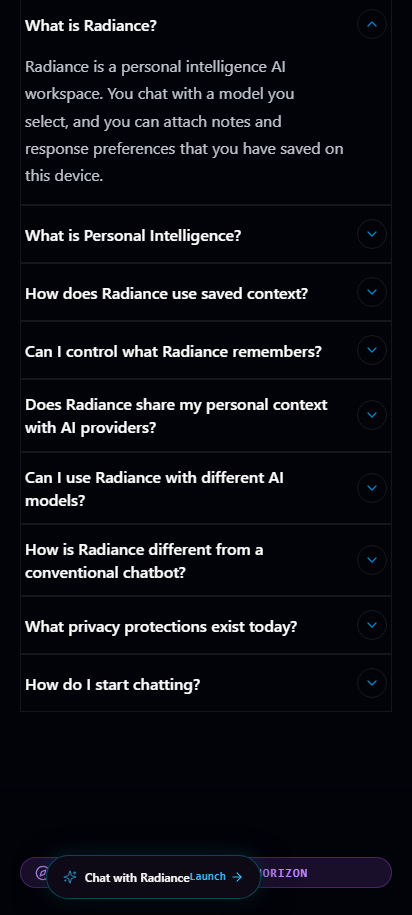 What is Radiance?
Radiance is a personal intelligence AI
workspace. You chat with a model you
select, and you can attach notes and
response preferences that you have saved on
this device.
What is Personal Intelligence?
How does Radiance use saved context?
Can I control what Radiance remembers?
Does Radiance share my personal context
with AI providers?
Can I use Radiance with different AI
models?
How is Radiance different from a
conventional chatbot?
What privacy protections exist today?
How do I start chatting?
Chat with Radiance Launch